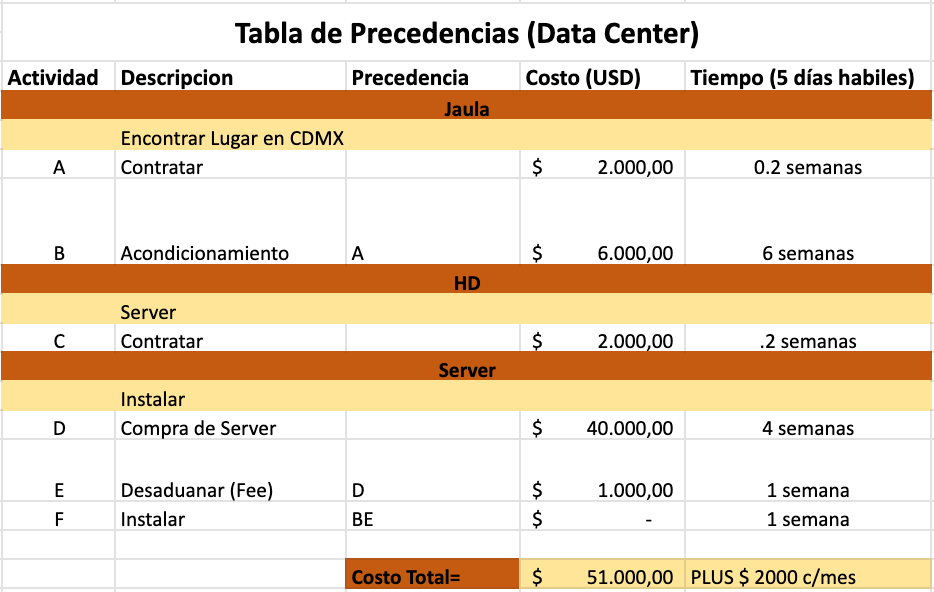 Tabla de Precedencias (Data Center)
Actividad Descripcion Precedencia Costo (USD) Tiempo (5 días habiles)
Jaula
Encontrar Lugar en CDMX
A Contratar $ 2.000,00 0.2 semanas
B Acondicionamiento A $ 6.000,00 6 semanas
HD
Server
C Contratar $ 2.000,00 .2 semanas
Server
Instalar
D Compra de Server $ 40.000,00 4 semanas
E Desaduanar (Fee) D $ 1.000,00 1 semana
F Instalar BE $ - 1 semana
Costo Total= $ 51.000,00 PLUS $ 2000 c/mes